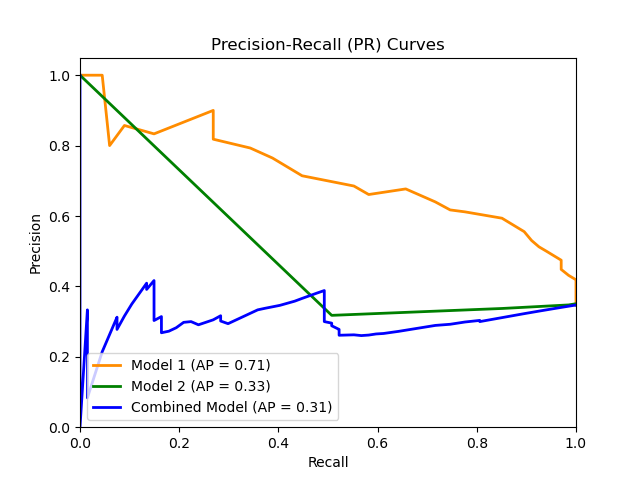 Precision-Recall (PR) Curves
1.0
0.8
0.6
0.4
0.2
0.0
Precision
Model 1 (AP = 0.71)
Model 2 (AP = 0.33)
Combined Model (AP = 0.31)
0.0 0.2 0.4 0.6 0.8 1.0
Recall